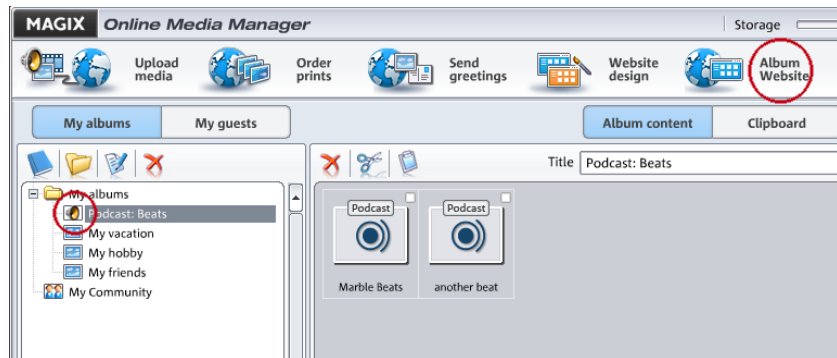 MAGIX Online Media Manager
Storage
Upload media
Order prints
Send greetings
Website design
Album Website
My albums
My guests
Album content
Clipboard
Title Podcast: Beats
My albums
Podcast: Beats
My vacation
My hobby
My friends
My Community
Podcast
Podcast
Marble Beats
another beat